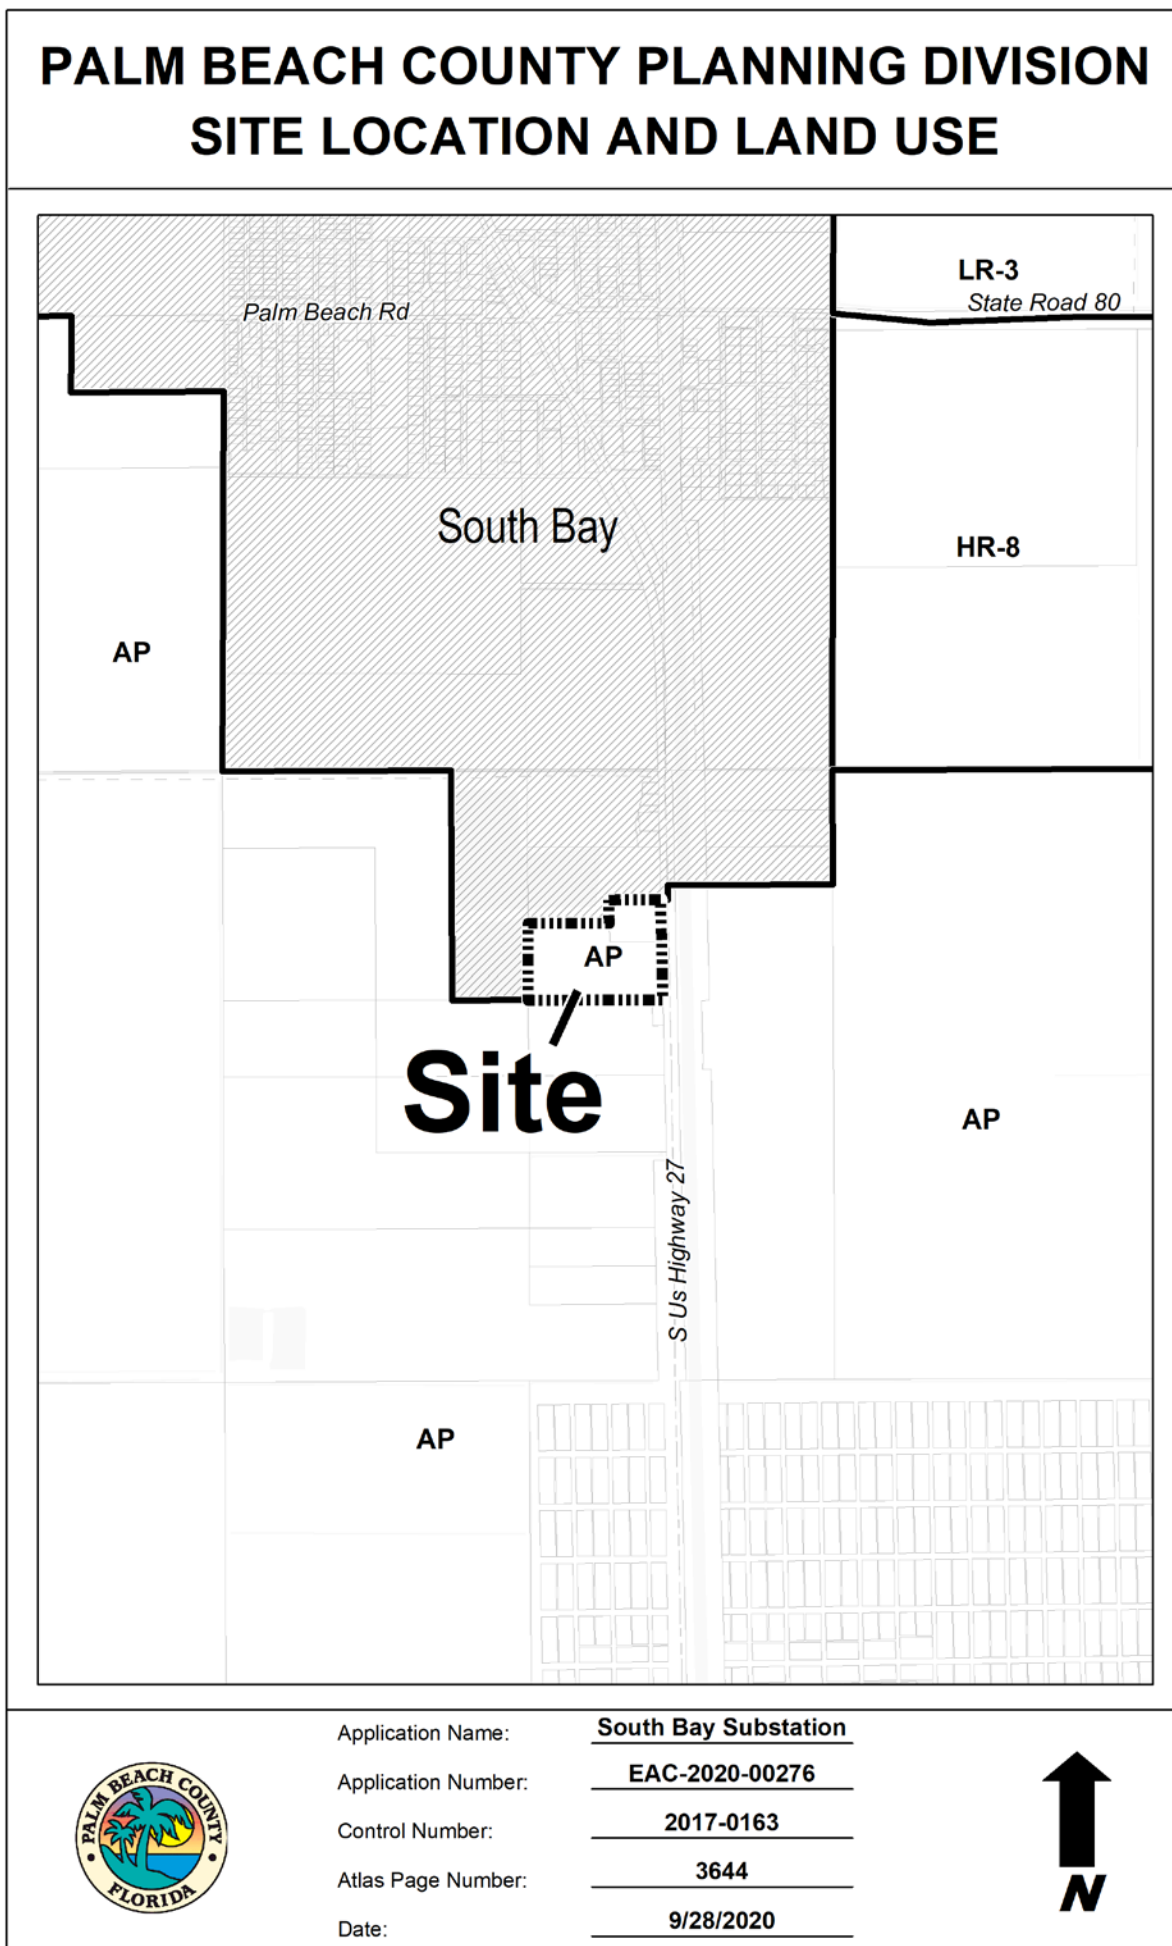 PALM BEACH COUNTY PLANNING DIVISION
SITE LOCATION AND LAND USE
LR-3
State Road 80
Palm Beach Rd
South Bay
HR-8
AP
AP
Site
AP
S Us Highway 27
AP
Application Name: South Bay Substation
Application Number: EAC-2020-00276
Control Number: 2017-0163
Atlas Page Number: 3644
Date: 9/28/2020
PALM BEACH COUNTY
FLORIDA
N